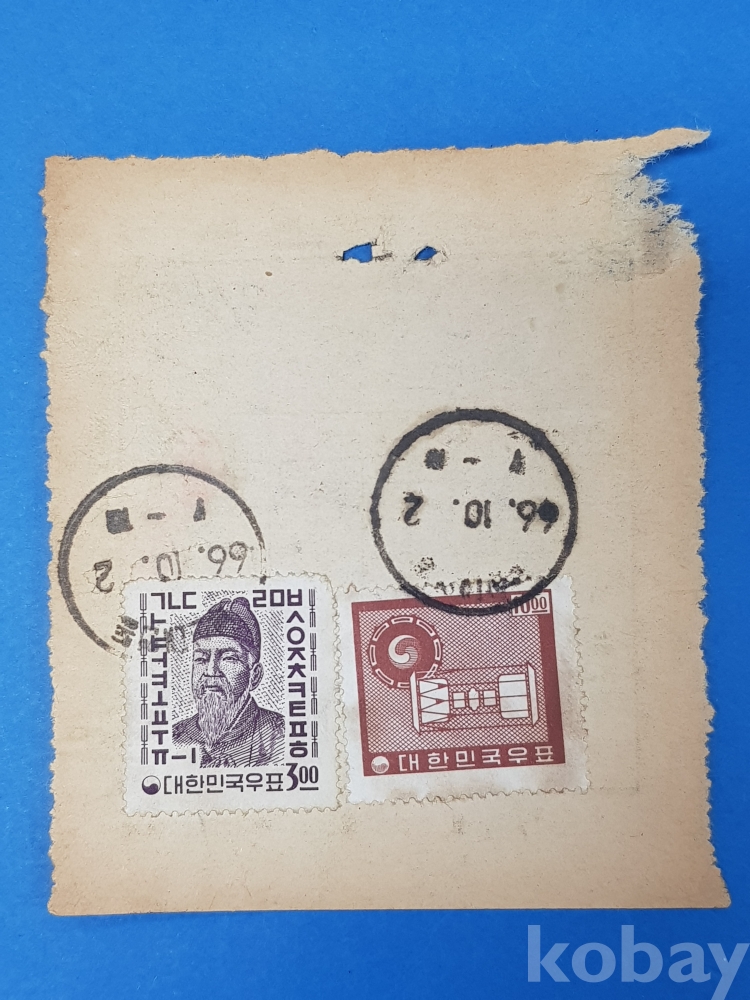 66. 10. 2
66. 10. 2
ㄱㄴㄷ ㄹㅁㅂ
ㅅㅇㅈㅊㅋㅌㅍㅎ
ㅠㅡㅣ
대한민국우표 3.00
10.00
대한민국우표
kobay